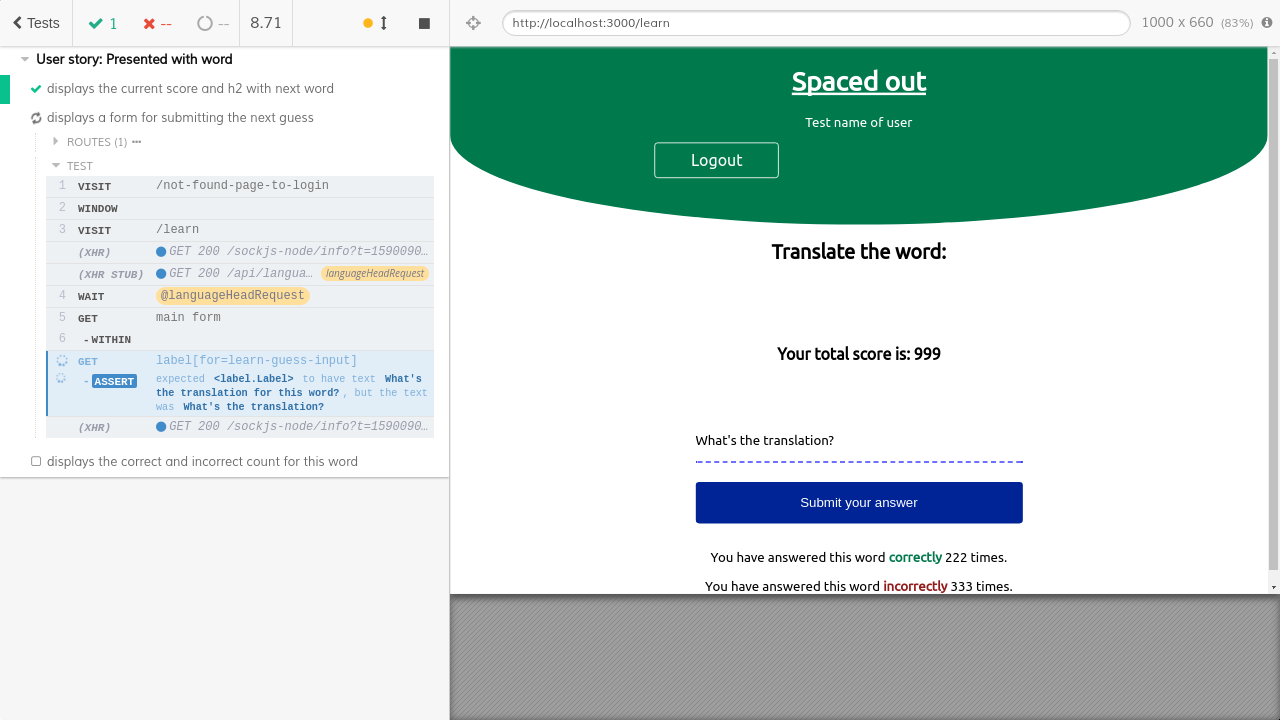 Tests
1
--
--
8.71
http://localhost:3000/learn
1000 x 660 (83%)
User story: Presented with word
displays the current score and h2 with next word
displays a form for submitting the next guess
ROUTES (1)
TEST
1 VISIT /not-found-page-to-login
2 WINDOW
3 VISIT /learn
(XHR) GET 200 /sockjs-node/info?t=1590090…
(XHR STUB) GET 200 /api/langua… languageHeadRequest
4 WAIT @languageHeadRequest
5 GET main form
6 -WITHIN
GET label[for=learn-guess-input]
-ASSERT expected <label.Label> to have text What's
the translation for this word?, but the text
was What's the translation?
(XHR) GET 200 /sockjs-node/info?t=1590090…
displays the correct and incorrect count for this word
Spaced out
Test name of user
Logout
Translate the word:
Your total score is: 999
What's the translation?
Submit your answer
You have answered this word correctly 222 times.
You have answered this word incorrectly 333 times.